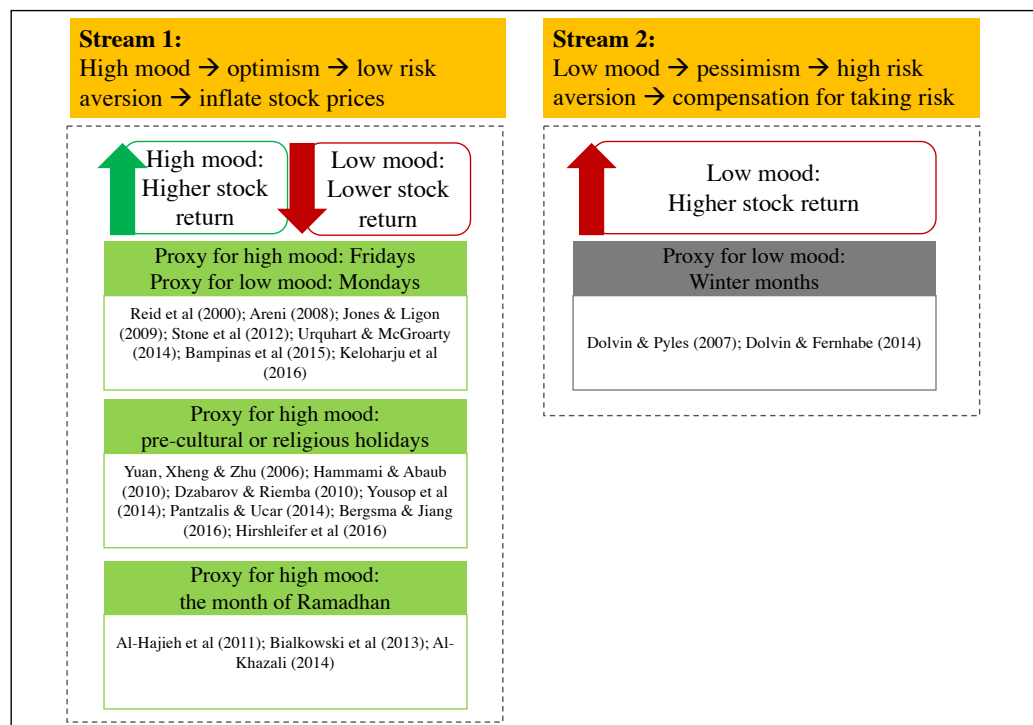 Stream 1:
High mood → optimism → low risk
aversion → inflate stock prices
High mood:
Higher stock
return
Low mood:
Lower stock
return
Proxy for high mood: Fridays
Proxy for low mood: Mondays
Reid et al (2000); Areni (2008); Jones & Ligon
(2009); Stone et al (2012); Urquhart & McGroarty
(2014); Bampinas et al (2015); Keloharju et al
(2016)
Proxy for high mood:
pre-cultural or religious holidays
Yuan, Xheng & Zhu (2006); Hammami & Abaub
(2010); Dzabarov & Riemba (2010); Yousop et al
(2014); Pantzalis & Ucar (2014); Bergsma & Jiang
(2016); Hirshleifer et al (2016)
Proxy for high mood:
the month of Ramadhan
Al-Hajieh et al (2011); Bialkowski et al (2013); Al-
Khazali (2014)
Stream 2:
Low mood → pessimism → high risk
aversion → compensation for taking risk
Low mood:
Higher stock return
Proxy for low mood:
Winter months
Dolvin & Pyles (2007); Dolvin & Fernhabe (2014)